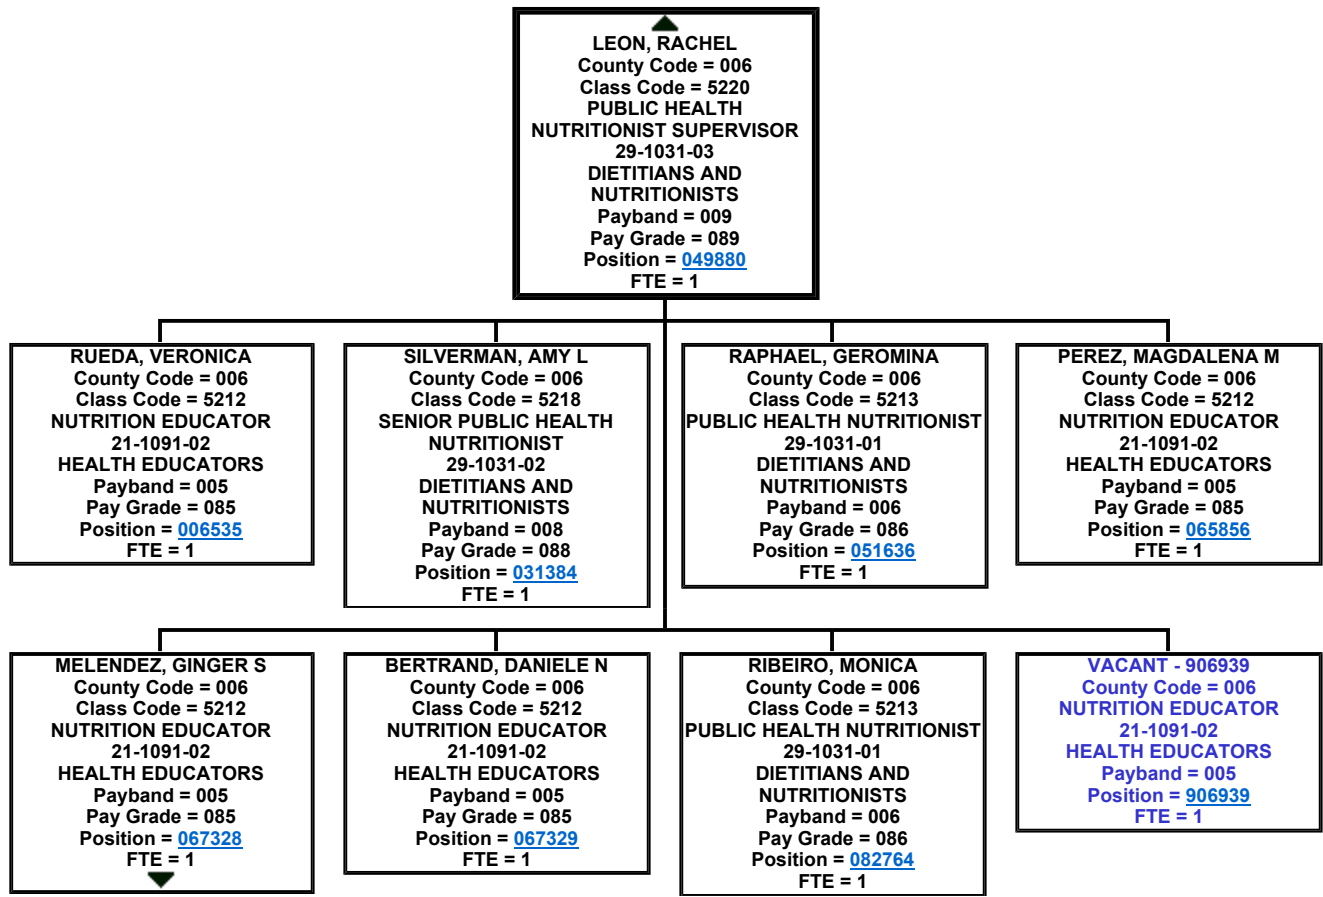 LEON, RACHEL
County Code = 006
Class Code = 5220
PUBLIC HEALTH
NUTRITIONIST SUPERVISOR
29-1031-03
DIETITIANS AND
NUTRITIONISTS
Payband = 009
Pay Grade = 089
Position = 049880
FTE = 1
RUEDA, VERONICA
County Code = 006
Class Code = 5212
NUTRITION EDUCATOR
21-1091-02
HEALTH EDUCATORS
Payband = 005
Pay Grade = 085
Position = 006535
FTE = 1
SILVERMAN, AMY L
County Code = 006
Class Code = 5218
SENIOR PUBLIC HEALTH
NUTRITIONIST
29-1031-02
DIETITIANS AND
NUTRITIONISTS
Payband = 008
Pay Grade = 088
Position = 031384
FTE = 1
RAPHAEL, GEROMINA
County Code = 006
Class Code = 5213
PUBLIC HEALTH NUTRITIONIST
29-1031-01
DIETITIANS AND
NUTRITIONISTS
Payband = 006
Pay Grade = 086
Position = 051636
FTE = 1
PEREZ, MAGDALENA M
County Code = 006
Class Code = 5212
NUTRITION EDUCATOR
21-1091-02
HEALTH EDUCATORS
Payband = 005
Pay Grade = 085
Position = 065856
FTE = 1
MELENDEZ, GINGER S
County Code = 006
Class Code = 5212
NUTRITION EDUCATOR
21-1091-02
HEALTH EDUCATORS
Payband = 005
Pay Grade = 085
Position = 067328
FTE = 1
BERTRAND, DANIELE N
County Code = 006
Class Code = 5212
NUTRITION EDUCATOR
21-1091-02
HEALTH EDUCATORS
Payband = 005
Pay Grade = 085
Position = 067329
FTE = 1
RIBEIRO, MONICA
County Code = 006
Class Code = 5213
PUBLIC HEALTH NUTRITIONIST
29-1031-01
DIETITIANS AND
NUTRITIONISTS
Payband = 006
Pay Grade = 086
Position = 082764
FTE = 1
VACANT - 906939
County Code = 006
NUTRITION EDUCATOR
21-1091-02
HEALTH EDUCATORS
Payband = 005
Position = 906939
FTE = 1